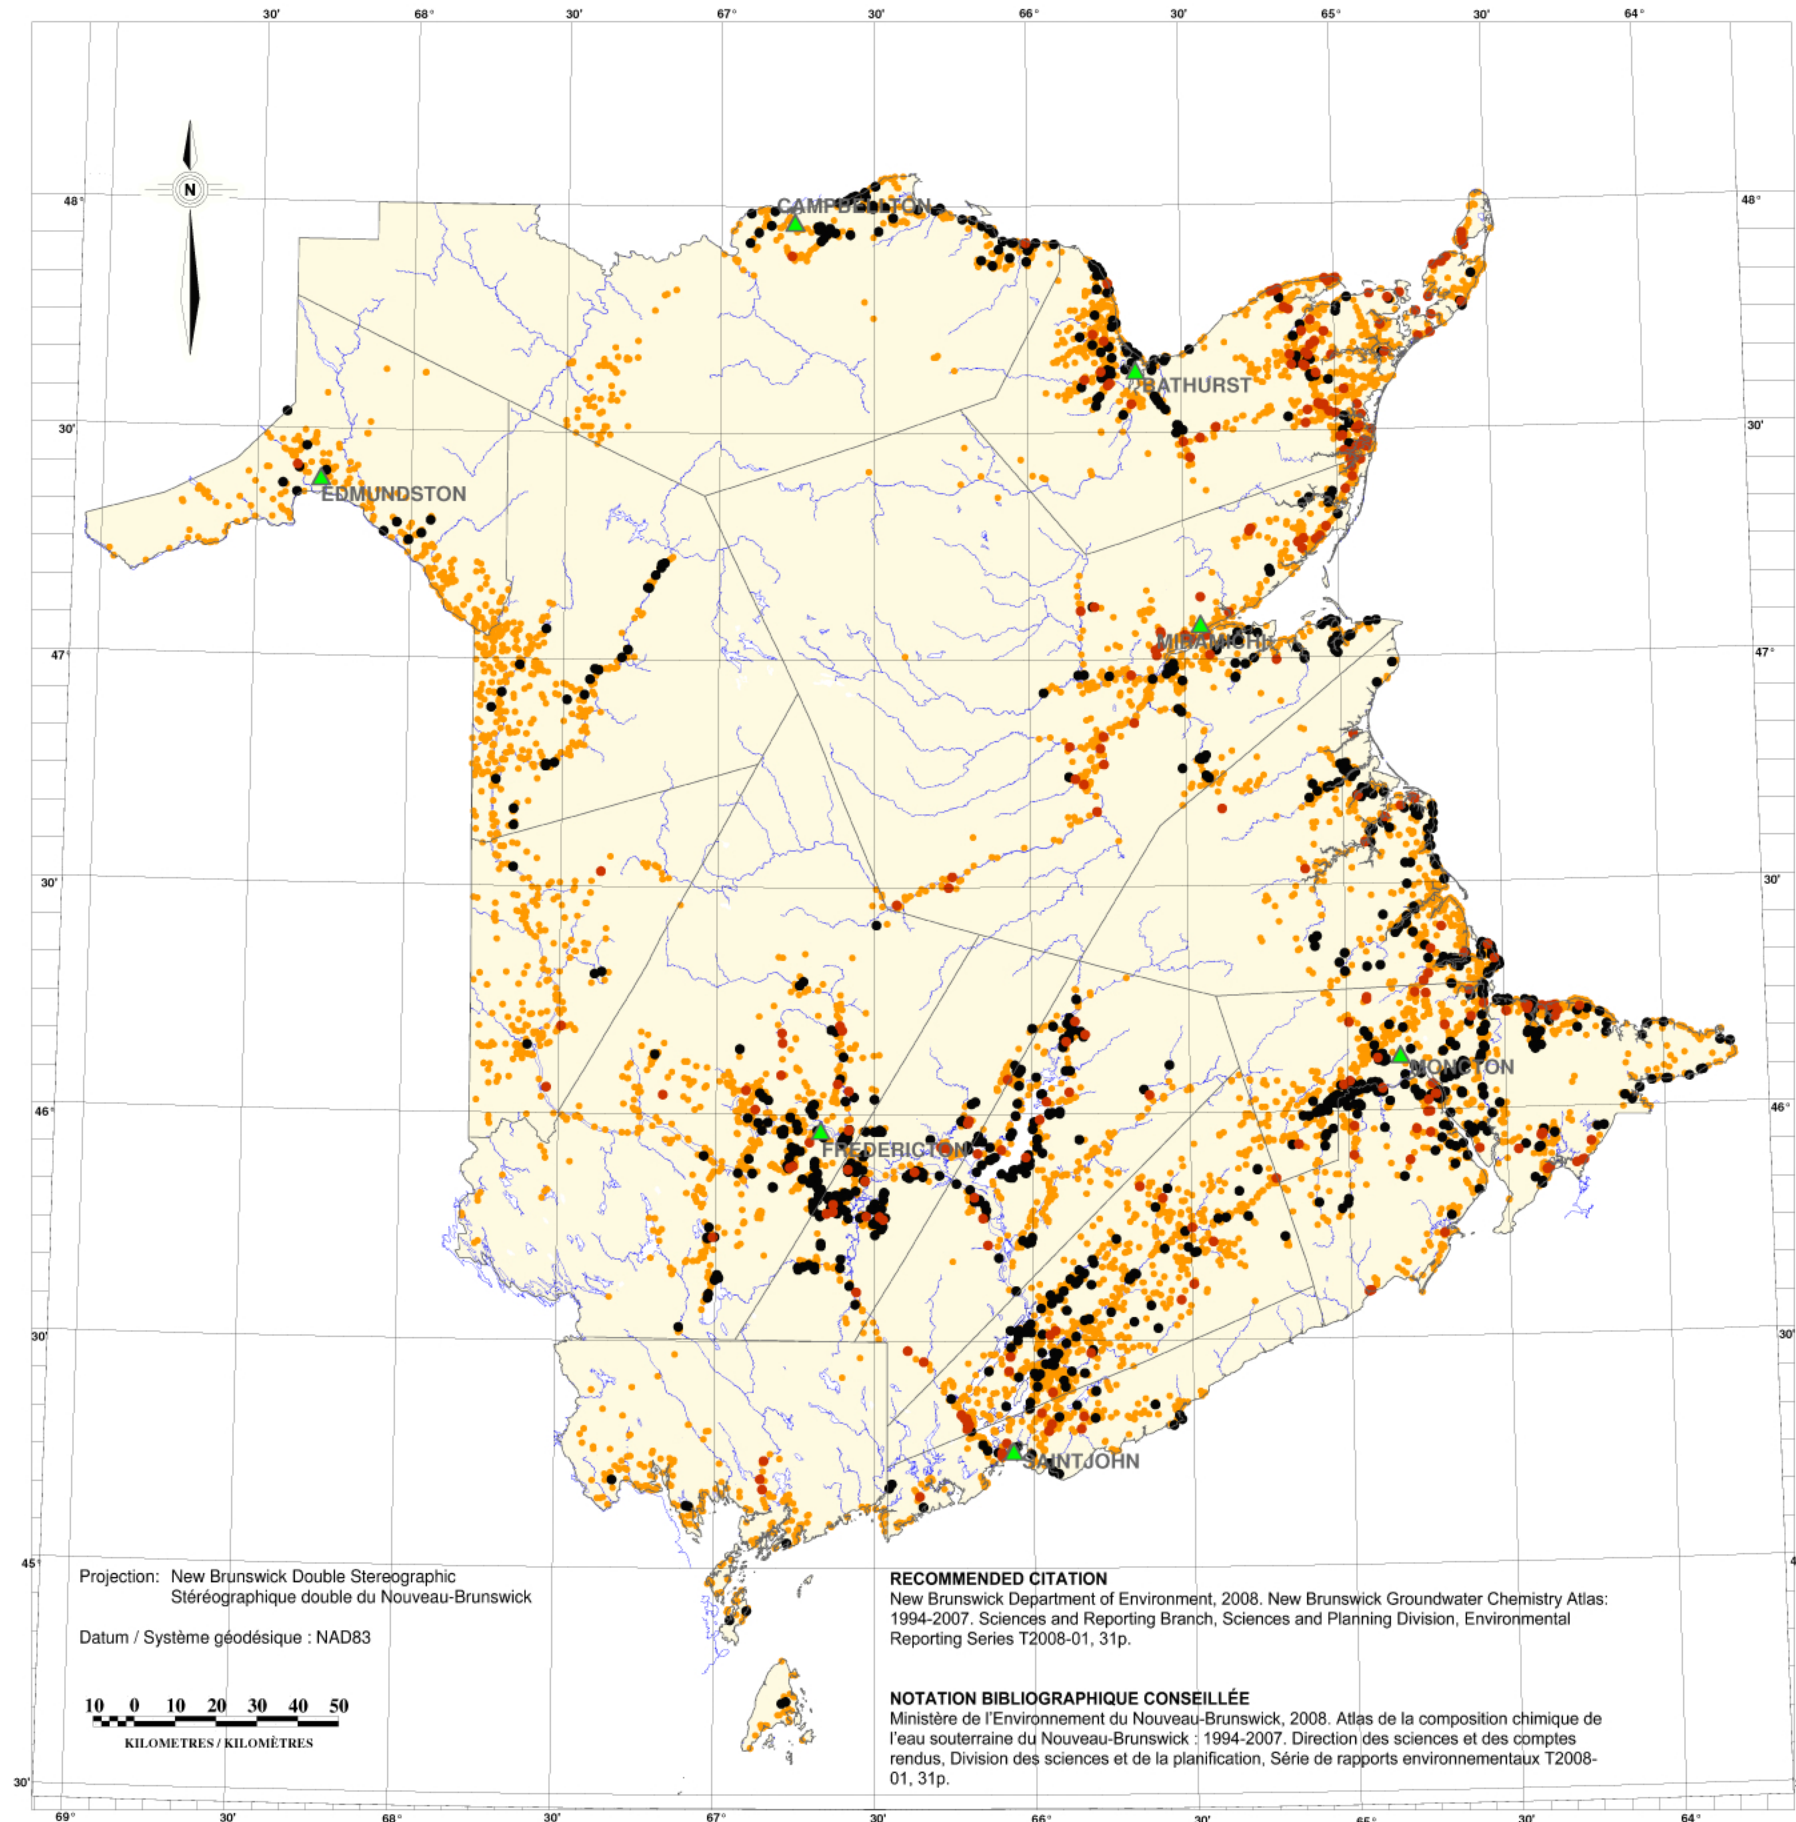 30' 68° 30' 67° 30' 66° 30' 65° 30' 64°
N
48° 48°
CAMPBELLTON
BATHURST
30' 30'
EDMUNDSTON
MIRAMICHI
47° 47°
30' 30'
MONCTON
46° 46°
FREDERICTON
30' 30'
SAINT JOHN
45° 4
Projection: New Brunswick Double Stereographic
Stéréographique double du Nouveau-Brunswick
Datum / Système géodésique : NAD83
10 0 10 20 30 40 50
KILOMETRES / KILOMÈTRES
RECOMMENDED CITATION
New Brunswick Department of Environment, 2008. New Brunswick Groundwater Chemistry Atlas:
1994-2007. Sciences and Reporting Branch, Sciences and Planning Division, Environmental
Reporting Series T2008-01, 31p.
NOTATION BIBLIOGRAPHIQUE CONSEILLÉE
Ministère de l'Environnement du Nouveau-Brunswick, 2008. Atlas de la composition chimique de
l'eau souterraine du Nouveau-Brunswick : 1994-2007. Direction des sciences et des comptes
rendus, Division des sciences et de la planification, Série de rapports environnementaux T2008-
01, 31p.
30'
69° 30' 68° 30' 67° 30' 66° 30' 65° 30' 64°